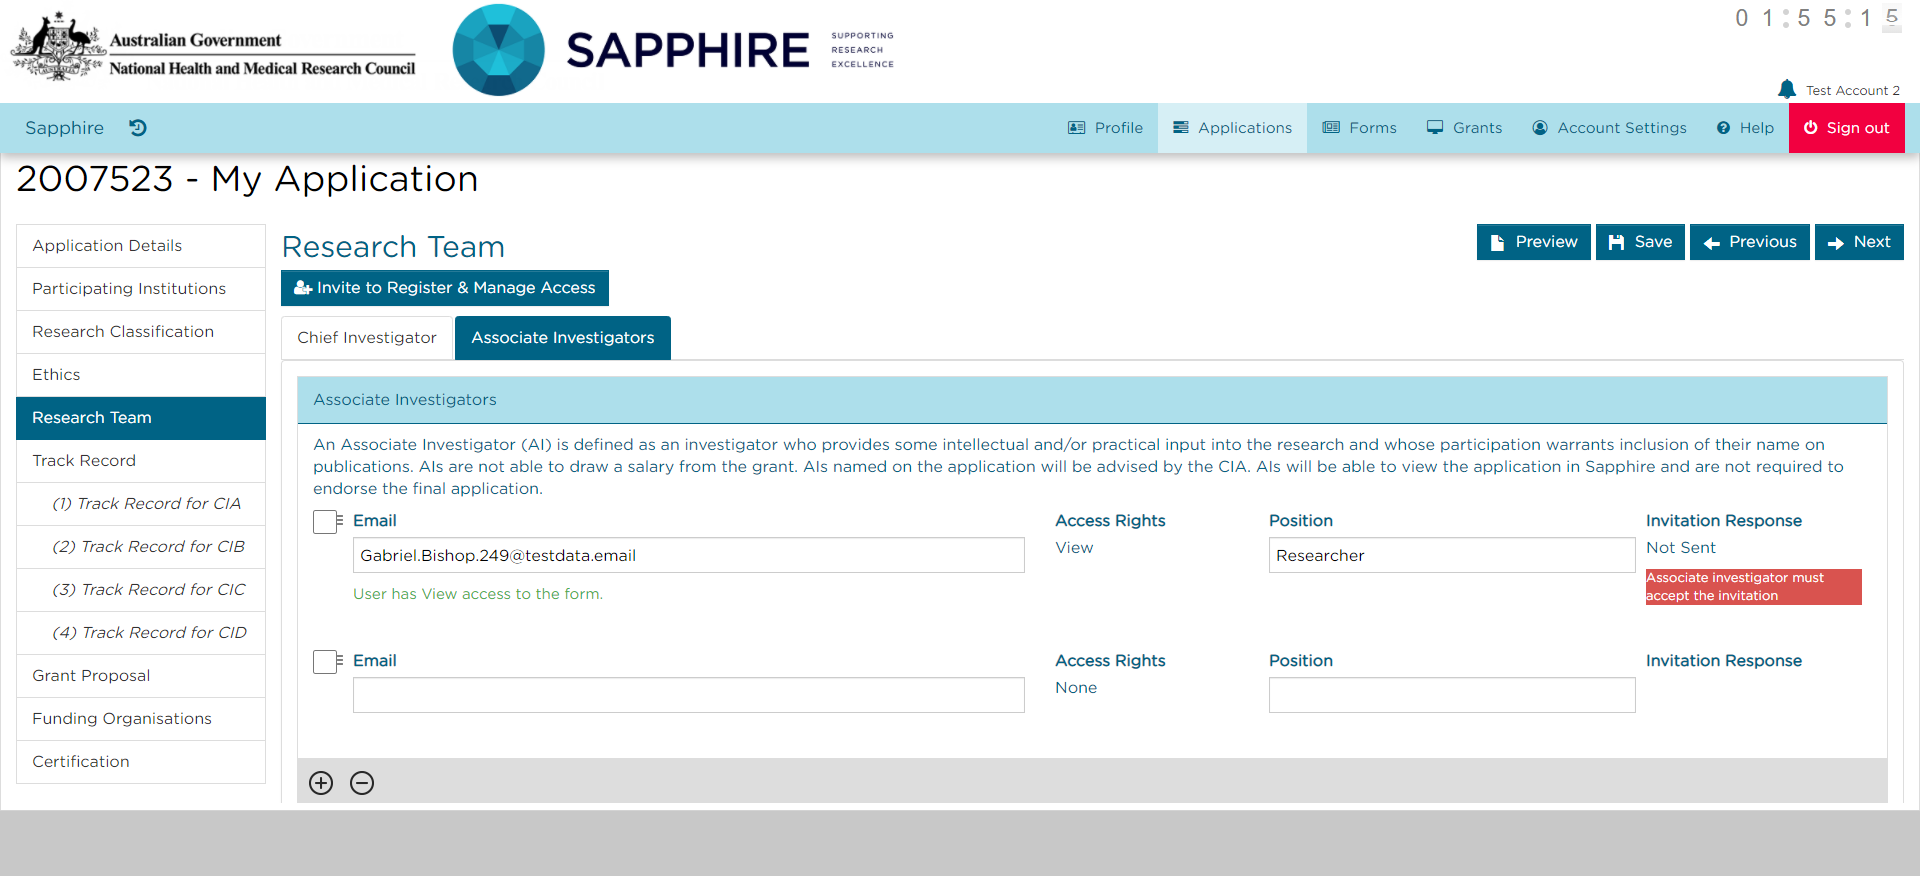 Australian Government
National Health and Medical Research Council
SAPPHIRE
SUPPORTING
RESEARCH
EXCELLENCE
01:55:15
Test Account 2
Sapphire
Profile
Applications
Forms
Grants
Account Settings
Help
Sign out
2007523 - My Application
Application Details
Participating Institutions
Research Classification
Ethics
Research Team
Track Record
(1) Track Record for CIA
(2) Track Record for CIB
(3) Track Record for CIC
(4) Track Record for CID
Grant Proposal
Funding Organisations
Certification
Research Team
Preview
Save
Previous
Next
Invite to Register & Manage Access
Chief Investigator
Associate Investigators
Associate Investigators
An Associate Investigator (AI) is defined as an investigator who provides some intellectual and/or practical input into the research and whose participation warrants inclusion of their name on
publications. AIs are not able to draw a salary from the grant. AIs named on the application will be advised by the CIA. AIs will be able to view the application in Sapphire and are not required to
endorse the final application.
Email
Access Rights
Position
Invitation Response
Gabriel.Bishop.249@testdata.email
View
Researcher
Not Sent
User has View access to the form.
Associate investigator must
accept the invitation
Email
Access Rights
Position
Invitation Response
None